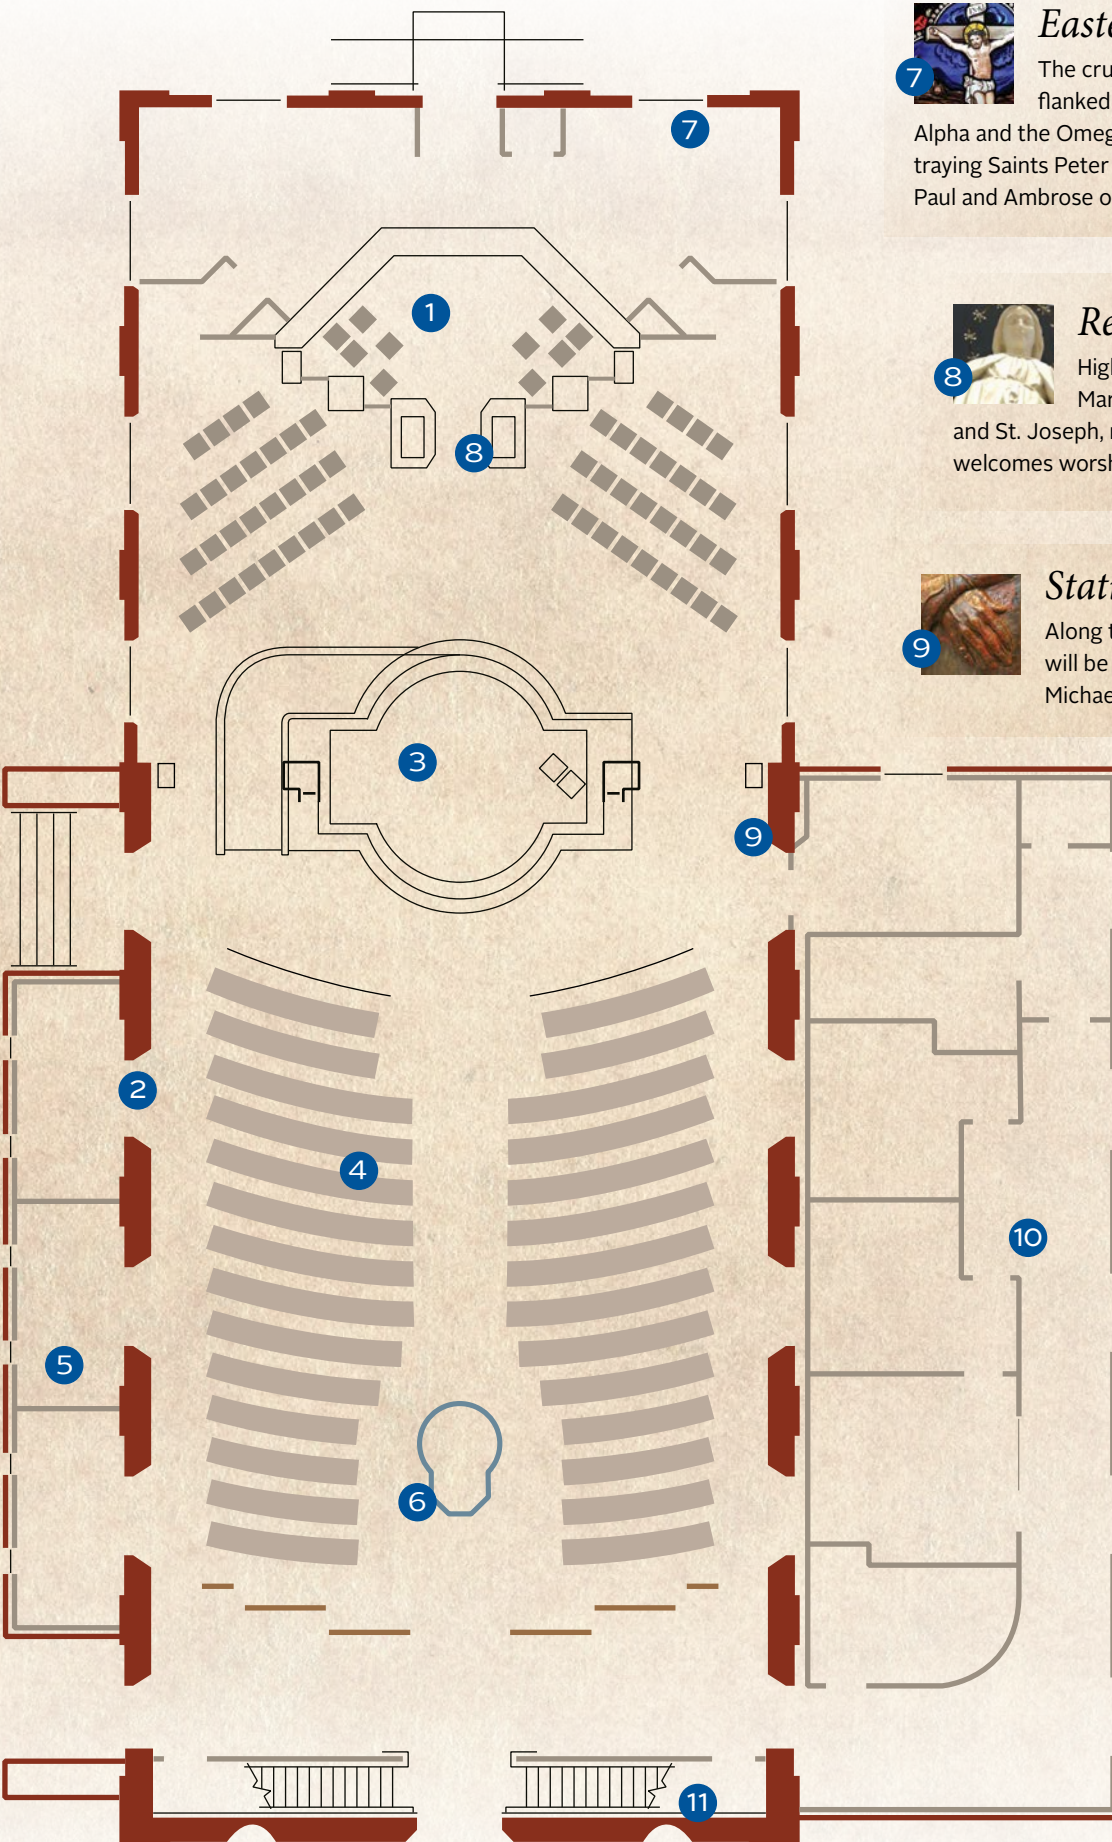 7
Easte
The cru
flanked
Alpha and the Omeg
traying Saints Peter
Paul and Ambrose o
7
1
8
Re
High
Mar
and St. Joseph, r
welcomes worsh
8
9
Stati
Along t
will be
Michae
3
9
2
4
10
5
6
11